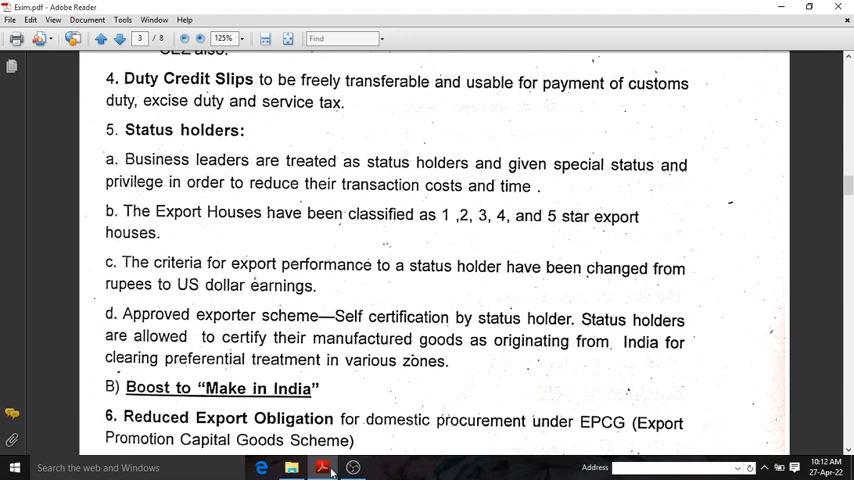 Exim.pdf - Adobe Reader
File Edit View Document Tools Window Help
3 / 8 125% Find
SEZ also.
4. Duty Credit Slips to be freely transferable and usable for payment of customs
duty, excise duty and service tax.
5. Status holders:
a. Business leaders are treated as status holders and given special status and
privilege in order to reduce their transaction costs and time .
b. The Export Houses have been classified as 1 ,2, 3, 4, and 5 star export
houses.
c. The criteria for export performance to a status holder have been changed from
rupees to US dollar earnings.
d. Approved exporter scheme—Self certification by status holder. Status holders
are allowed to certify their manufactured goods as originating from India for
clearing preferential treatment in various zones.
B) Boost to “Make in India”
6. Reduced Export Obligation for domestic procurement under EPCG (Export
Promotion Capital Goods Scheme)
Search the web and Windows
Address
10:12 AM
27-Apr-22